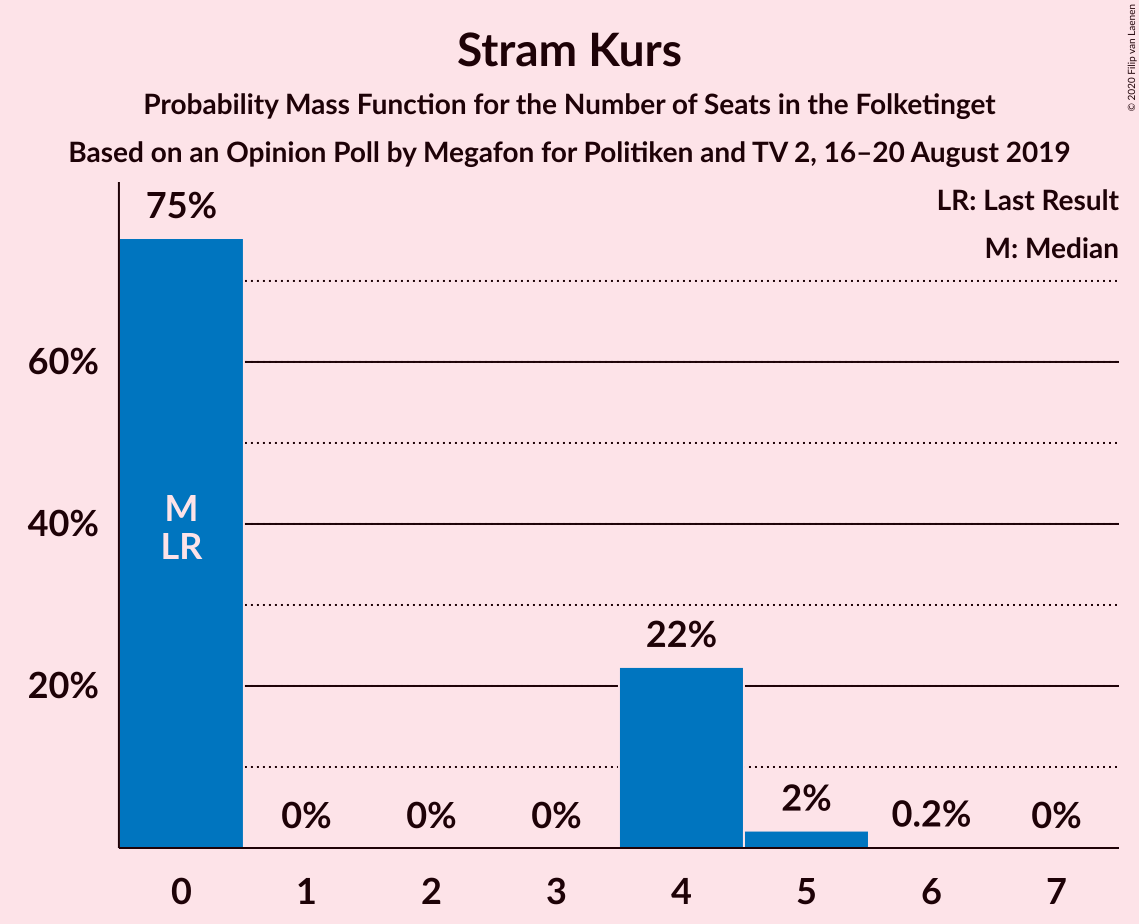 Stram Kurs
Probability Mass Function for the Number of Seats in the Folketinget
Based on an Opinion Poll by Megafon for Politiken and TV 2, 16–20 August 2019
© 2020 Filip van Laenen
LR: Last Result
M: Median
75%
60%
40%
20%
M
LR
0%
0%
0%
22%
2%
0.2%
0%
0
1
2
3
4
5
6
7